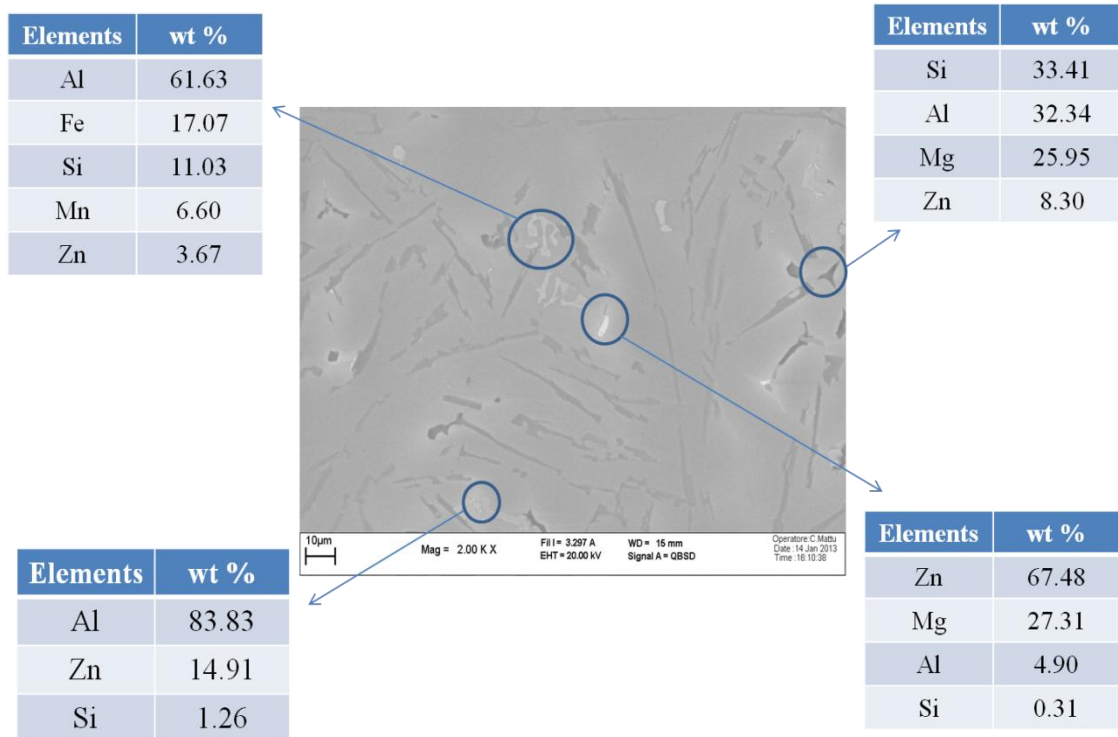 Elements wt %
Al 61.63
Fe 17.07
Si 11.03
Mn 6.60
Zn 3.67
Elements wt %
Si 33.41
Al 32.34
Mg 25.95
Zn 8.30
10µm
Mag = 2.00 K X
Fil I = 3.297 A
EHT = 20.00 kV
WD = 15 mm
Signal A = QBSD
Operatore:C.Mattu
Date :14 Jan 2013
Time :16:10:38
Elements wt %
Al 83.83
Zn 14.91
Si 1.26
Elements wt %
Zn 67.48
Mg 27.31
Al 4.90
Si 0.31